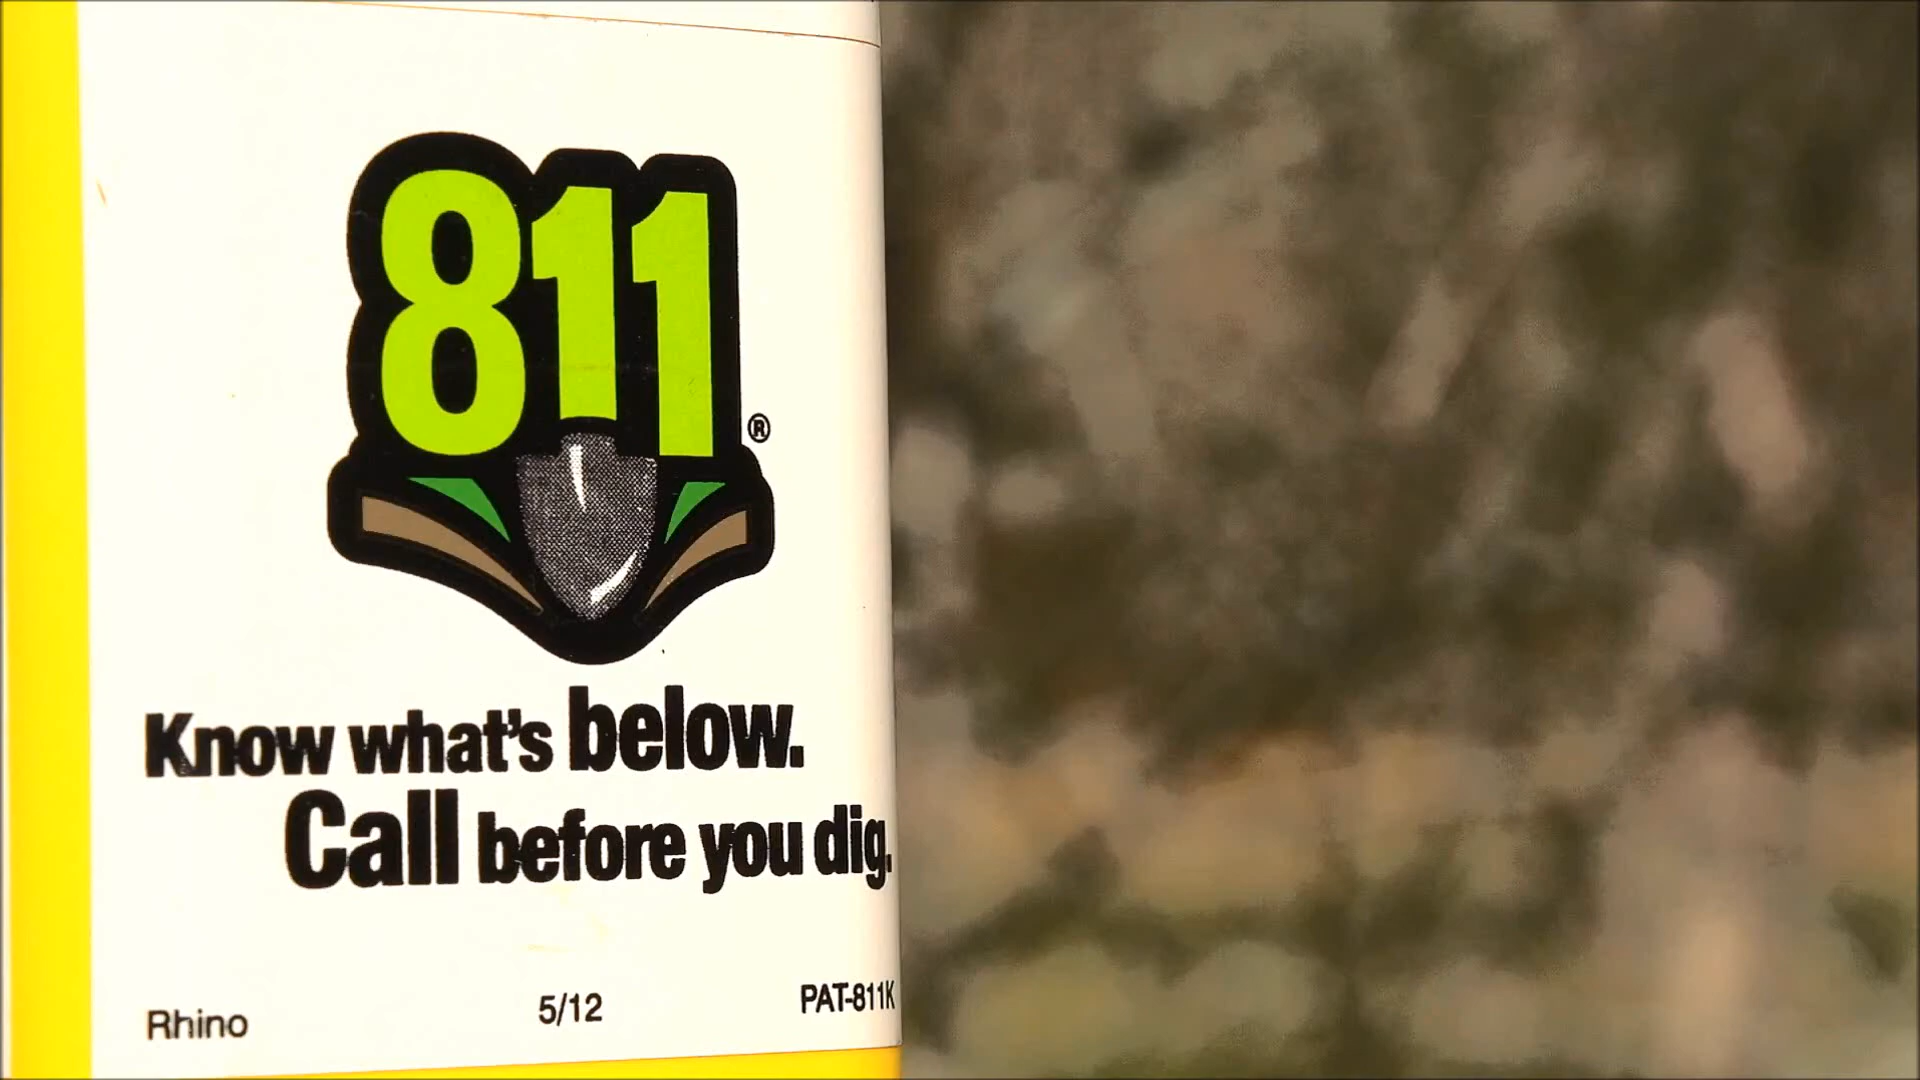 811®
Know what's below.
Call before you dig.
Rhino 5/12 PAT-811K